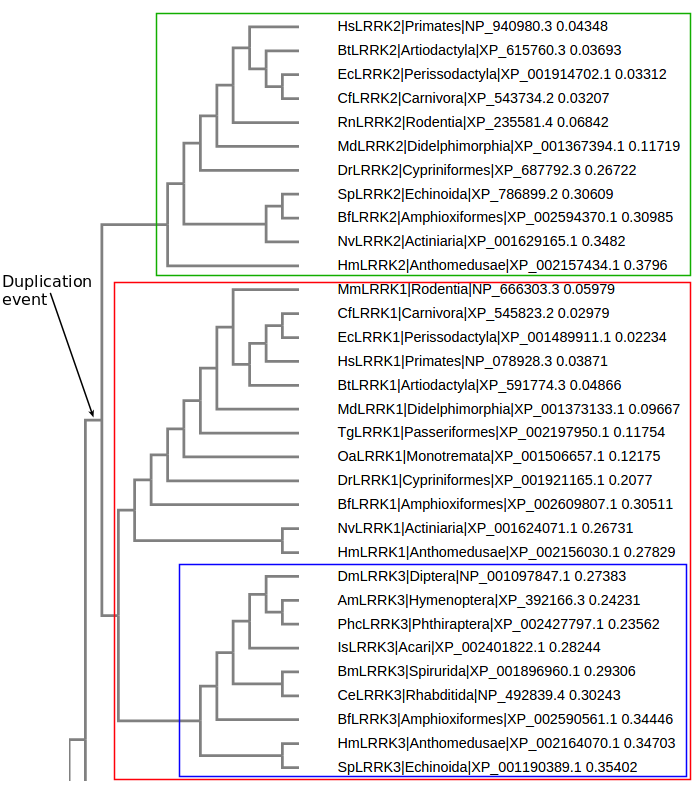 HsLRRK2|Primates|NP_940980.3 0.04348
BtLRRK2|Artiodactyla|XP_615760.3 0.03693
EcLRRK2|Perissodactyla|XP_001914702.1 0.03312
CfLRRK2|Carnivora|XP_543734.2 0.03207
RnLRRK2|Rodentia|XP_235581.4 0.06842
MdLRRK2|Didelphimorphia|XP_001367394.1 0.11719
DrLRRK2|Cypriniformes|XP_687792.3 0.26722
SpLRRK2|Echinoida|XP_786899.2 0.30609
BfLRRK2|Amphioxiformes|XP_002594370.1 0.30985
NvLRRK2|Actiniaria|XP_001629165.1 0.3482
HmLRRK2|Anthomedusae|XP_002157434.1 0.3796
Duplication
event
MmLRRK1|Rodentia|NP_666303.3 0.05979
CfLRRK1|Carnivora|XP_545823.2 0.02979
EcLRRK1|Perissodactyla|XP_001489911.1 0.02234
HsLRRK1|Primates|NP_078928.3 0.03871
BtLRRK1|Artiodactyla|XP_591774.3 0.04866
MdLRRK1|Didelphimorphia|XP_001373133.1 0.09667
TgLRRK1|Passeriformes|XP_002197950.1 0.11754
OaLRRK1|Monotremata|XP_001506657.1 0.12175
DrLRRK1|Cypriniformes|XP_001921165.1 0.2077
BfLRRK1|Amphioxiformes|XP_002609807.1 0.30511
NvLRRK1|Actiniaria|XP_001624071.1 0.26731
HmLRRK1|Anthomedusae|XP_002156030.1 0.27829
DmLRRK3|Diptera|NP_001097847.1 0.27383
AmLRRK3|Hymenoptera|XP_392166.3 0.24231
PhcLRRK3|Phthiraptera|XP_002427797.1 0.23562
IsLRRK3|Acari|XP_002401822.1 0.28244
BmLRRK3|Spirurida|XP_001896960.1 0.29306
CeLRRK3|Rhabditida|NP_492839.4 0.30243
BfLRRK3|Amphioxiformes|XP_002590561.1 0.34446
HmLRRK3|Anthomedusae|XP_002164070.1 0.34703
SpLRRK3|Echinoida|XP_001190389.1 0.35402